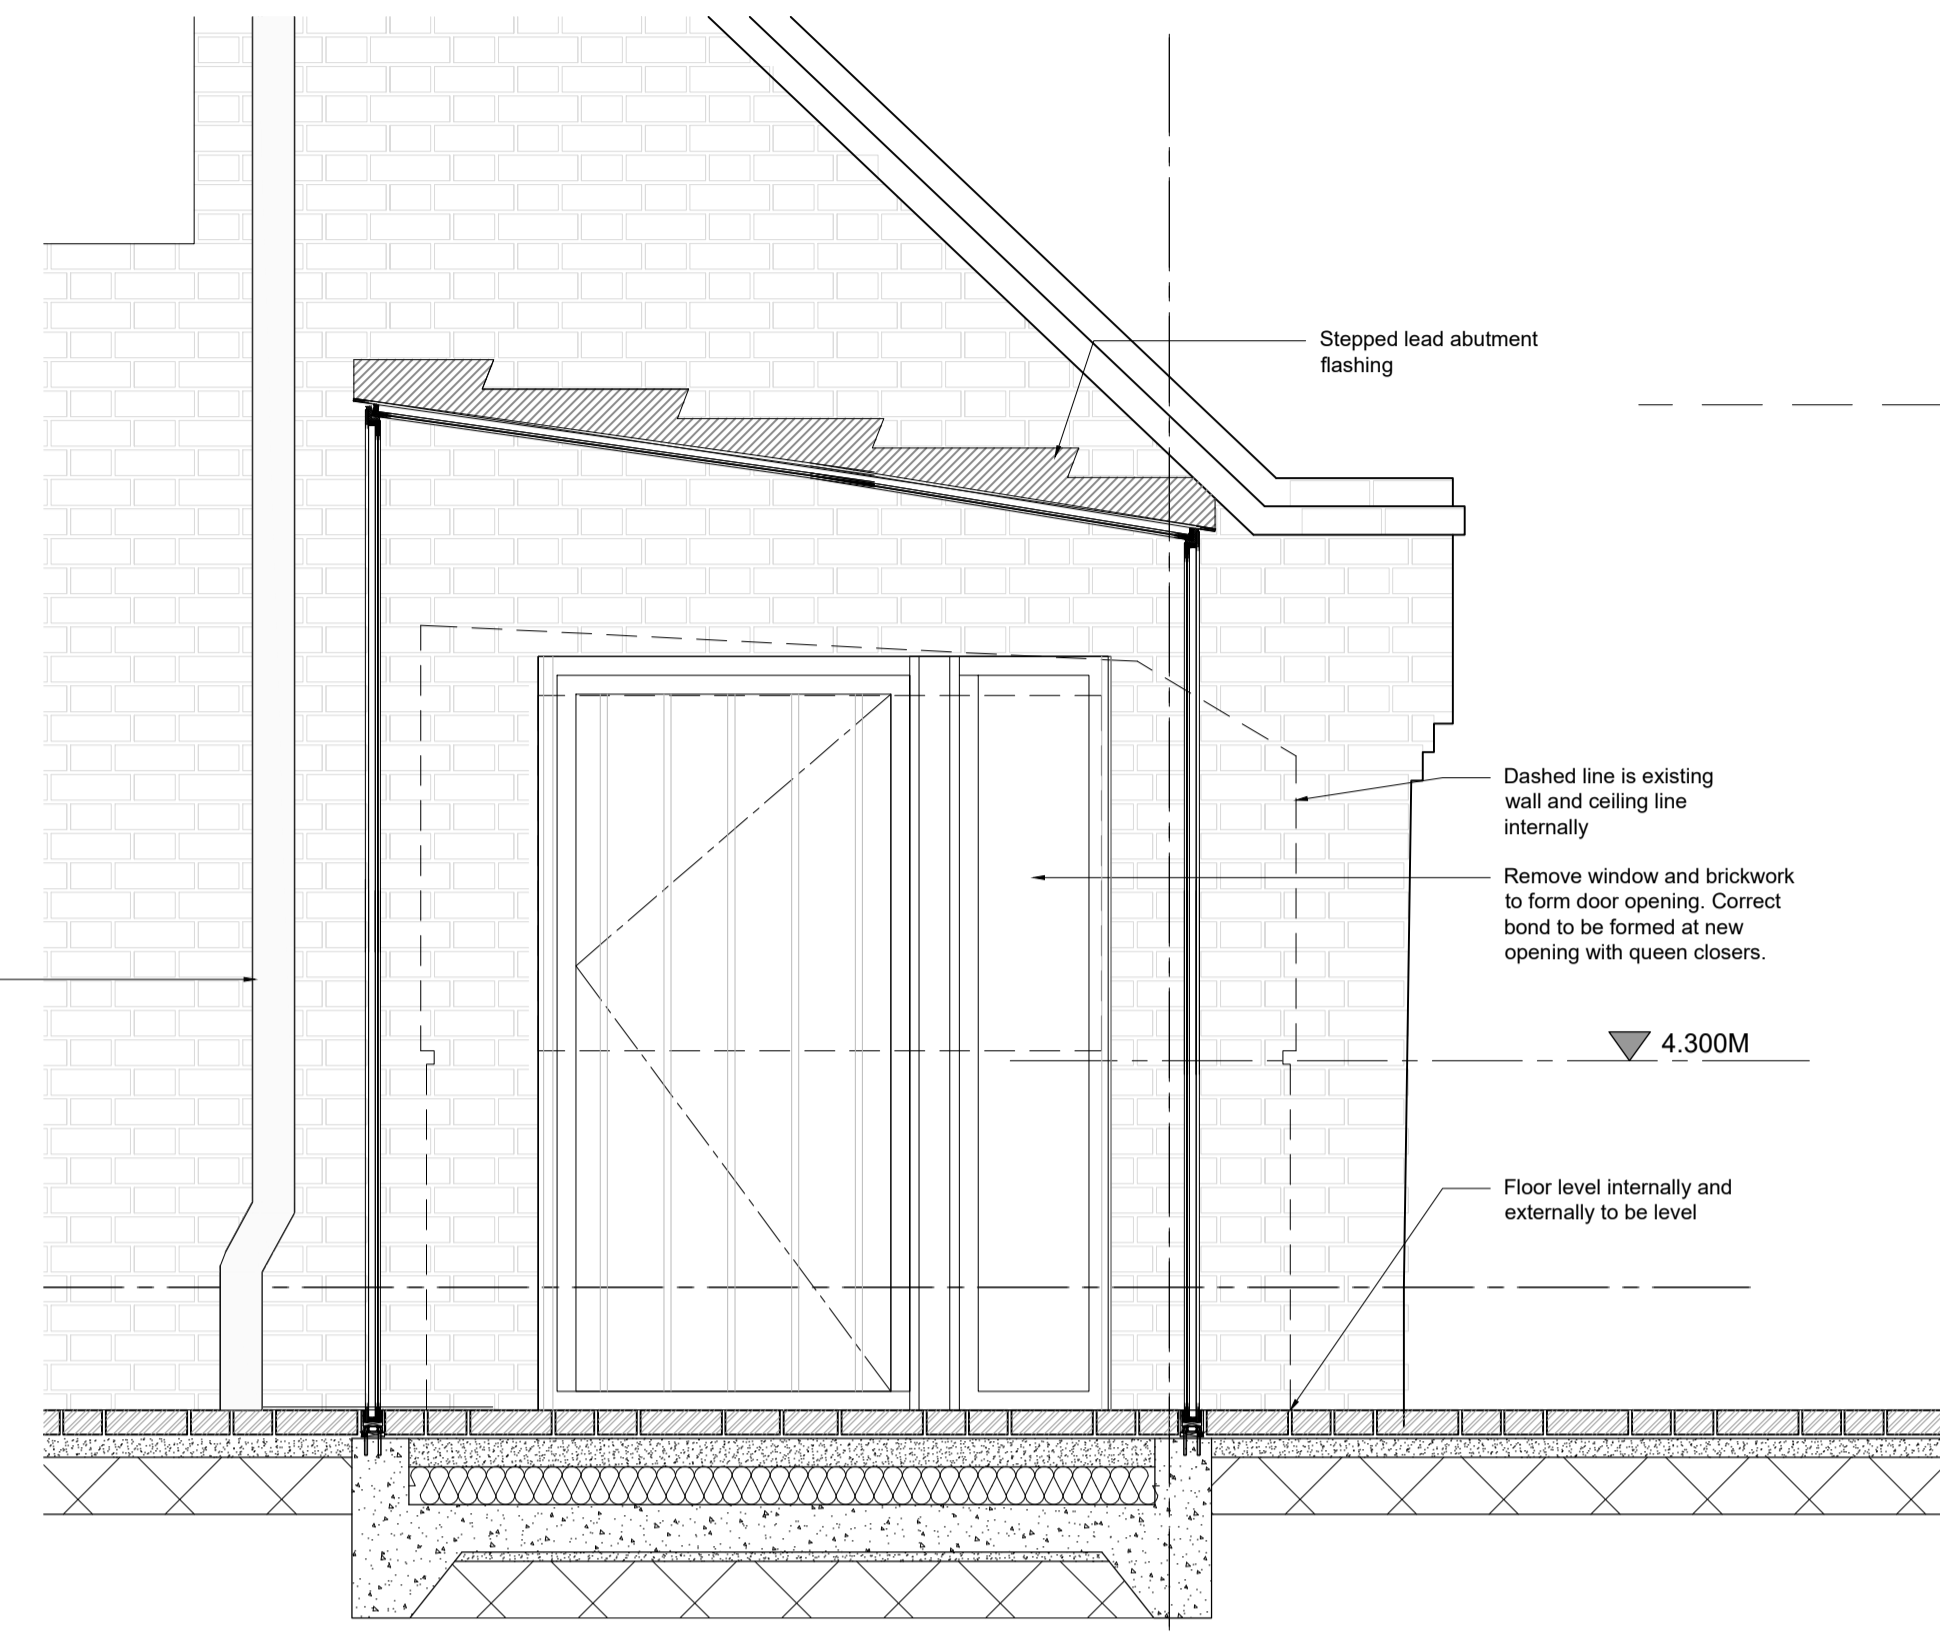 Stepped lead abutment
flashing
Dashed line is existing
wall and ceiling line
internally
Remove window and brickwork
to form door opening. Correct
bond to be formed at new
opening with queen closers.
4.300M
Floor level internally and
externally to be level